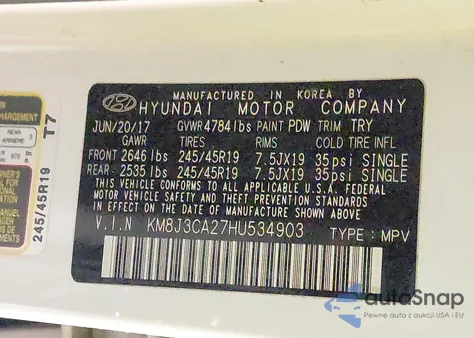 MANUFACTURED IN KOREA BY
HYUNDAI MOTOR COMPANY
JUN/20/17 GVWR 4784 lbs PAINT PDW TRIM TRY
GAWR TIRES RIMS COLD TIRE INFL
FRONT 2646 lbs 245/45R19 7.5JX19 35psi SINGLE
REAR 2535 lbs 245/45R19 7.5JX19 35psi SINGLE
THIS VEHICLE CONFORMS TO ALL APPLICABLE U.S.A. FEDERAL
MOTOR VEHICLE SAFETY AND THEFT PREVENTION STANDARDS
IN EFFECT ON THE DATE OF MANUFACTURE SHOWN ABOVE.
V.I.N KM8J3CA27HU534903 TYPE: MPV
CHARGEMENT
REAR
ARRIÈRE
T7
245/45R19
autoSnap
Pewne auta z aukcji USA i EU